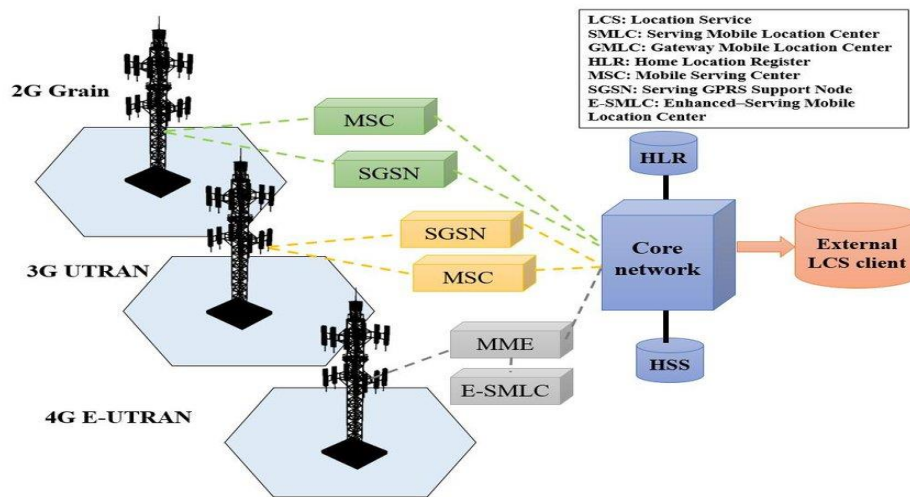 LCS: Location Service
SMLC: Serving Mobile Location Center
GMLC: Gateway Mobile Location Center
HLR: Home Location Register
MSC: Mobile Serving Center
SGSN: Serving GPRS Support Node
E-SMLC: Enhanced–Serving Mobile
Location Center
2G Grain
MSC
SGSN
HLR
3G UTRAN
SGSN
MSC
Core
network
External
LCS client
4G E-UTRAN
MME
E-SMLC
HSS